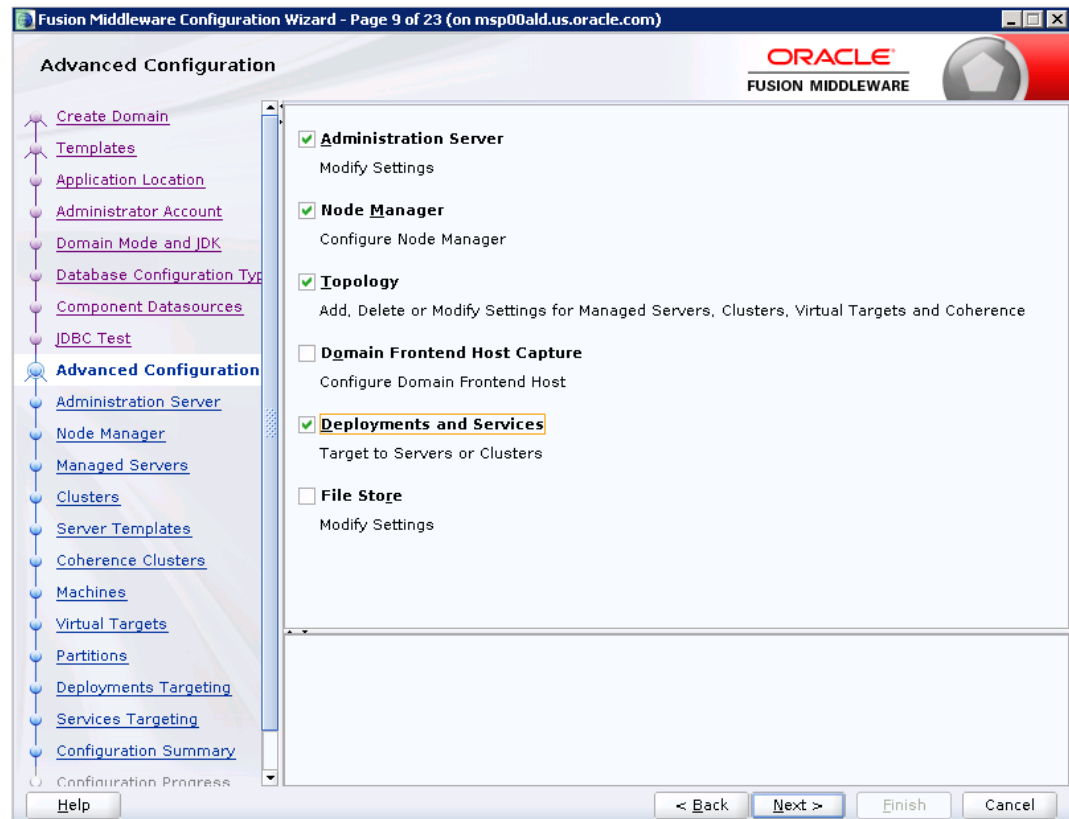 Fusion Middleware Configuration Wizard - Page 9 of 23 (on msp00ald.us.oracle.com)
Advanced Configuration
ORACLE
FUSION MIDDLEWARE
Create Domain
Templates
Application Location
Administrator Account
Domain Mode and JDK
Database Configuration Typ
Component Datasources
JDBC Test
Advanced Configuration
Administration Server
Node Manager
Managed Servers
Clusters
Server Templates
Coherence Clusters
Machines
Virtual Targets
Partitions
Deployments Targeting
Services Targeting
Configuration Summary
Configuration Progress
Administration Server
Modify Settings
Node Manager
Configure Node Manager
Topology
Add, Delete or Modify Settings for Managed Servers, Clusters, Virtual Targets and Coherence
Domain Frontend Host Capture
Configure Domain Frontend Host
Deployments and Services
Target to Servers or Clusters
File Store
Modify Settings
Help
< Back
Next >
Finish
Cancel